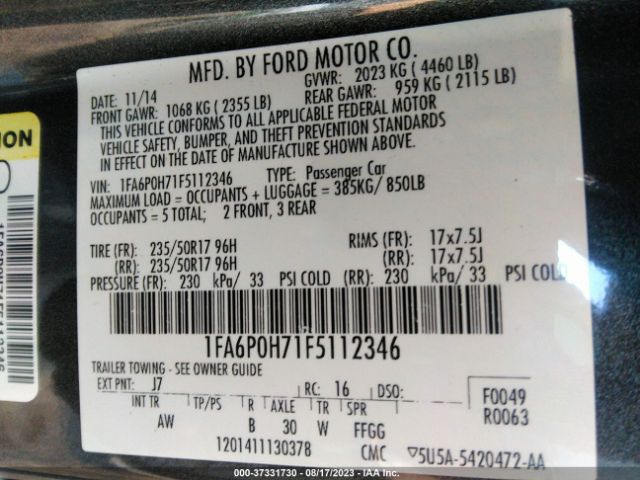 MFD. BY FORD MOTOR CO.
DATE: 11/14
GVWR: 2023 KG ( 4460 LB)
FRONT GAWR: 1068 KG ( 2355 LB)
REAR GAWR: 959 KG ( 2115 LB)
THIS VEHICLE CONFORMS TO ALL APPLICABLE FEDERAL MOTOR
VEHICLE SAFETY, BUMPER, AND THEFT PREVENTION STANDARDS
IN EFFECT ON THE DATE OF MANUFACTURE SHOWN ABOVE.
VIN: 1FA6P0H71F5112346 TYPE: Passenger Car
MAXIMUM LOAD = OCCUPANTS + LUGGAGE = 385KG/ 850LB
OCCUPANTS = 5 TOTAL; 2 FRONT, 3 REAR
TIRE (FR): 235/50R17 96H RIMS (FR): 17x7.5J
(RR): 235/50R17 96H (RR): 17x7.5J
PRESSURE (FR): 230 kPa/ 33 PSI COLD (RR): 230 kPa/ 33 PSI COLD
1FA6P0H71F5112346
TRAILER TOWING - SEE OWNER GUIDE
EXT PNT: J7 RC: 16 DSO: F0049
R0063
INT TR TP/PS R AXLE TR SPR
AW B 30 W FFGG
1201411130378 CMC ▽5U5A-5420472-AA
000 - 37331730 - 08/17/2023 - IAA Inc.